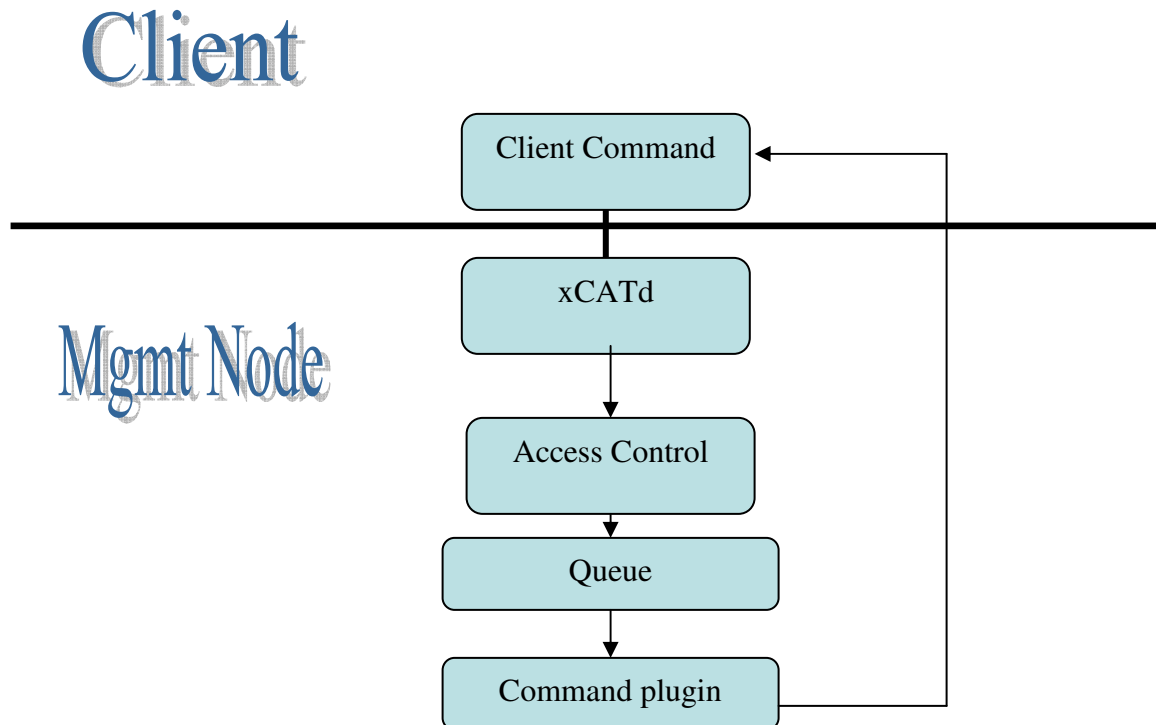 Client
Client Command
xCATd
Mgmt Node
Access Control
Queue
Command plugin